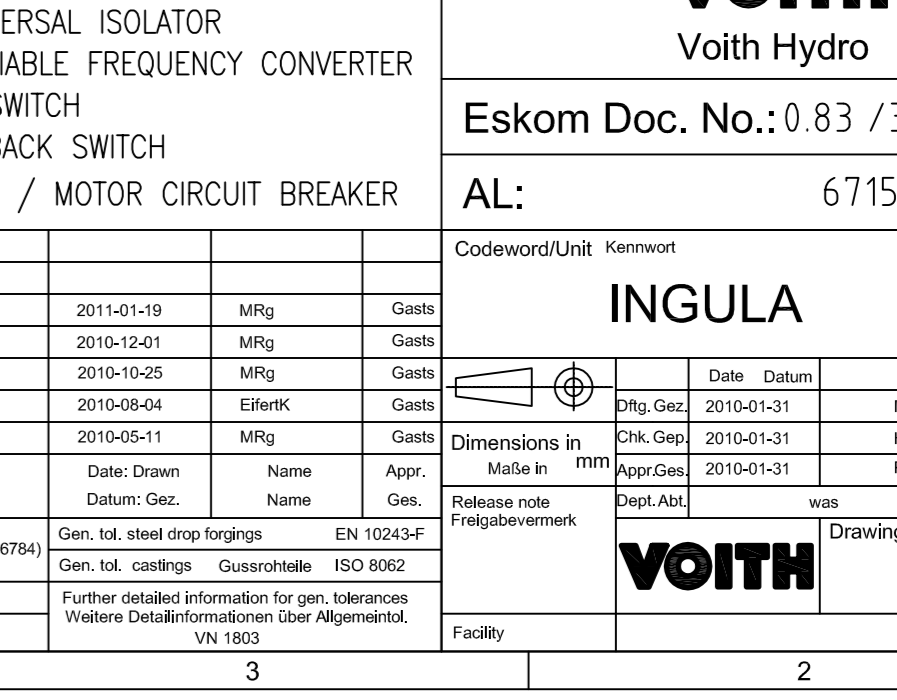 ISOLATOR
FREQUENCY CONVERTER
SWITCH
/ MOTOR CIRCUIT BREAKER
Voith Hydro
Eskom Doc. No.: 0.83 /
AL: 6715
Codeword/Unit Kennwort
INGULA
2011-01-19 MRg Gasts
2010-12-01 MRg Gasts
2010-10-25 MRg Gasts
2010-08-04 EifertK Gasts
2010-05-11 MRg Gasts
Date: Drawn Name Appr.
Datum: Gez. Name Ges.
Date Datum
Dftg. Gez. 2010-01-31
Chk. Gep. 2010-01-31
Appr.Ges. 2010-01-31
Dept. Abt. was
Dimensions in
Maße in mm
Release note
Freigabevermerk
VOITH
Drawing
6784)
Gen. tol. steel drop forgings EN 10243-F
Gen. tol. castings Gussrohteile ISO 8062
Further detailed information for gen. tolerances
Weitere Detailinformationen über Allgemeintol.
VN 1803
Facility
3 2